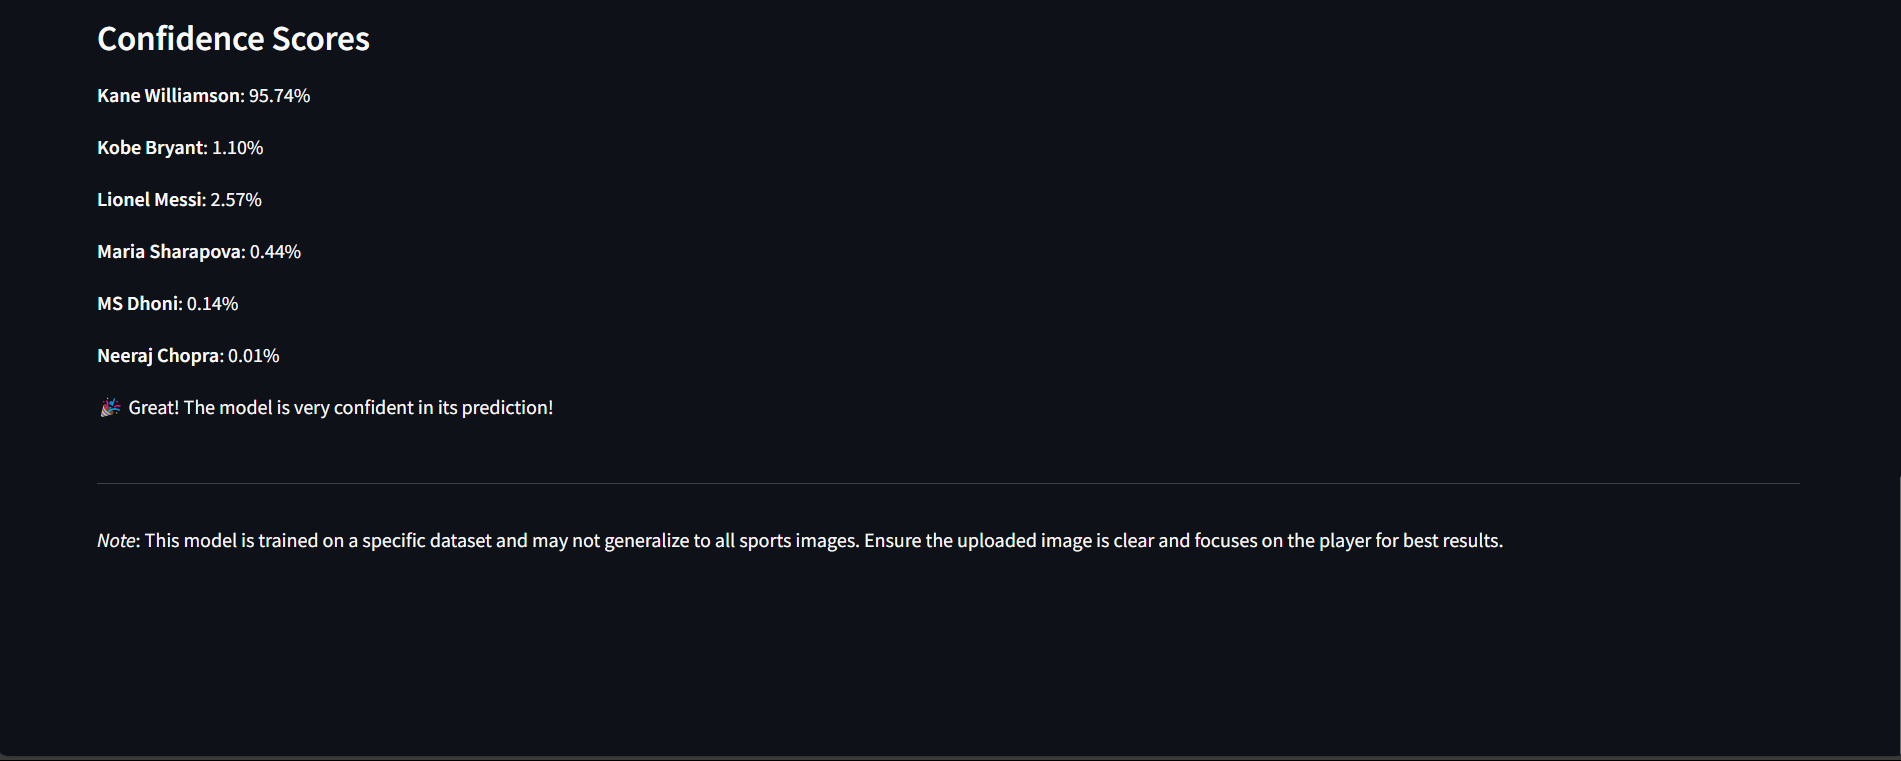 Confidence Scores
Kane Williamson: 95.74%
Kobe Bryant: 1.10%
Lionel Messi: 2.57%
Maria Sharapova: 0.44%
MS Dhoni: 0.14%
Neeraj Chopra: 0.01%
🎉 Great! The model is very confident in its prediction!
Note: This model is trained on a specific dataset and may not generalize to all sports images. Ensure the uploaded image is clear and focuses on the player for best results.